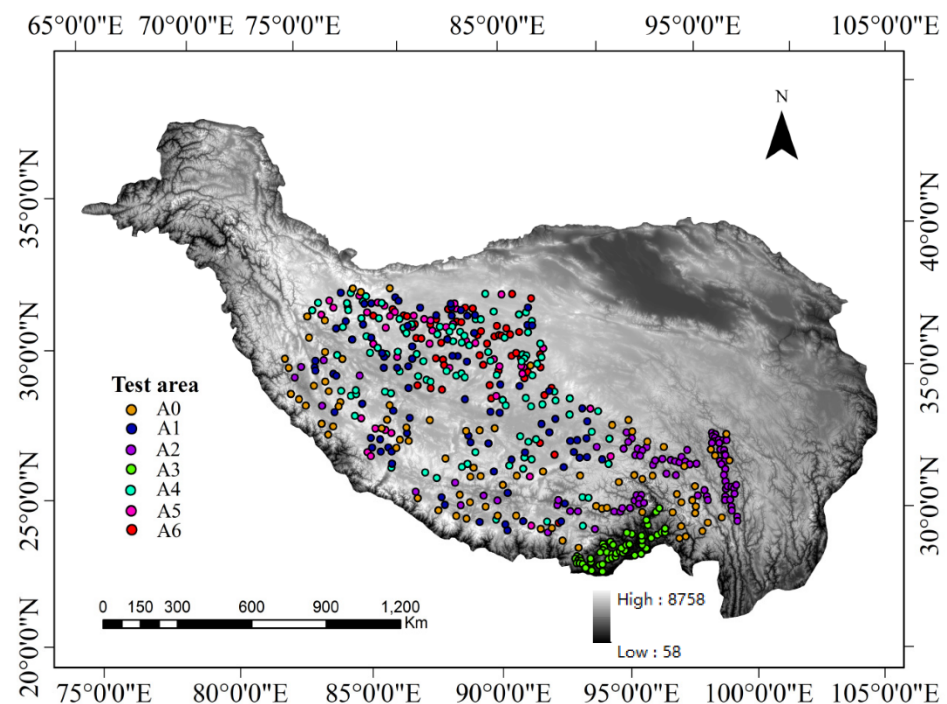 65°0'0"E 70°0'0"E 75°0'0"E 85°0'0"E 95°0'0"E 105°0'0"E
N
35°0'0"N
40°0'0"N
30°0'0"N
35°0'0"N
Test area
A0
A1
A2
A3
A4
A5
A6
25°0'0"N
30°0'0"N
0 150 300 600 900 1,200
Km
High : 8758
Low : 58
20°0'0"N
75°0'0"E 80°0'0"E 85°0'0"E 90°0'0"E 95°0'0"E 100°0'0"E 105°0'0"E